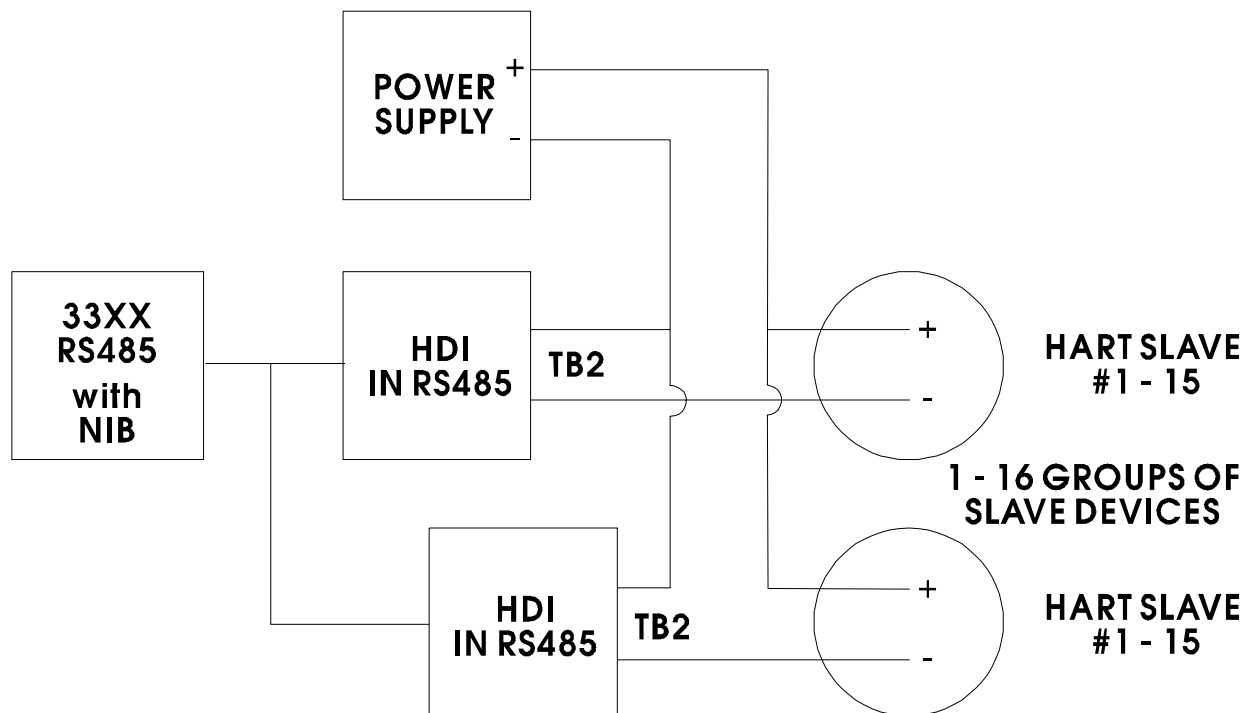 POWER
SUPPLY
+
-
33XX
RS485
with
NIB
HDI
IN RS485
TB2
+
-
HART SLAVE
#1 - 15
1 - 16 GROUPS OF
SLAVE DEVICES
HDI
IN RS485
TB2
+
-
HART SLAVE
#1 - 15